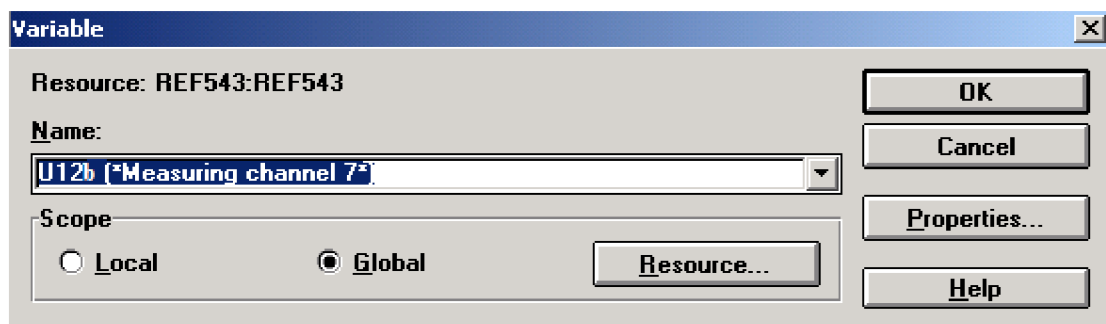 Variable
Resource: REF543:REF543
Name:
U12b (*Measuring channel 7*)
Scope
Local
Global
Resource...
OK
Cancel
Properties...
Help